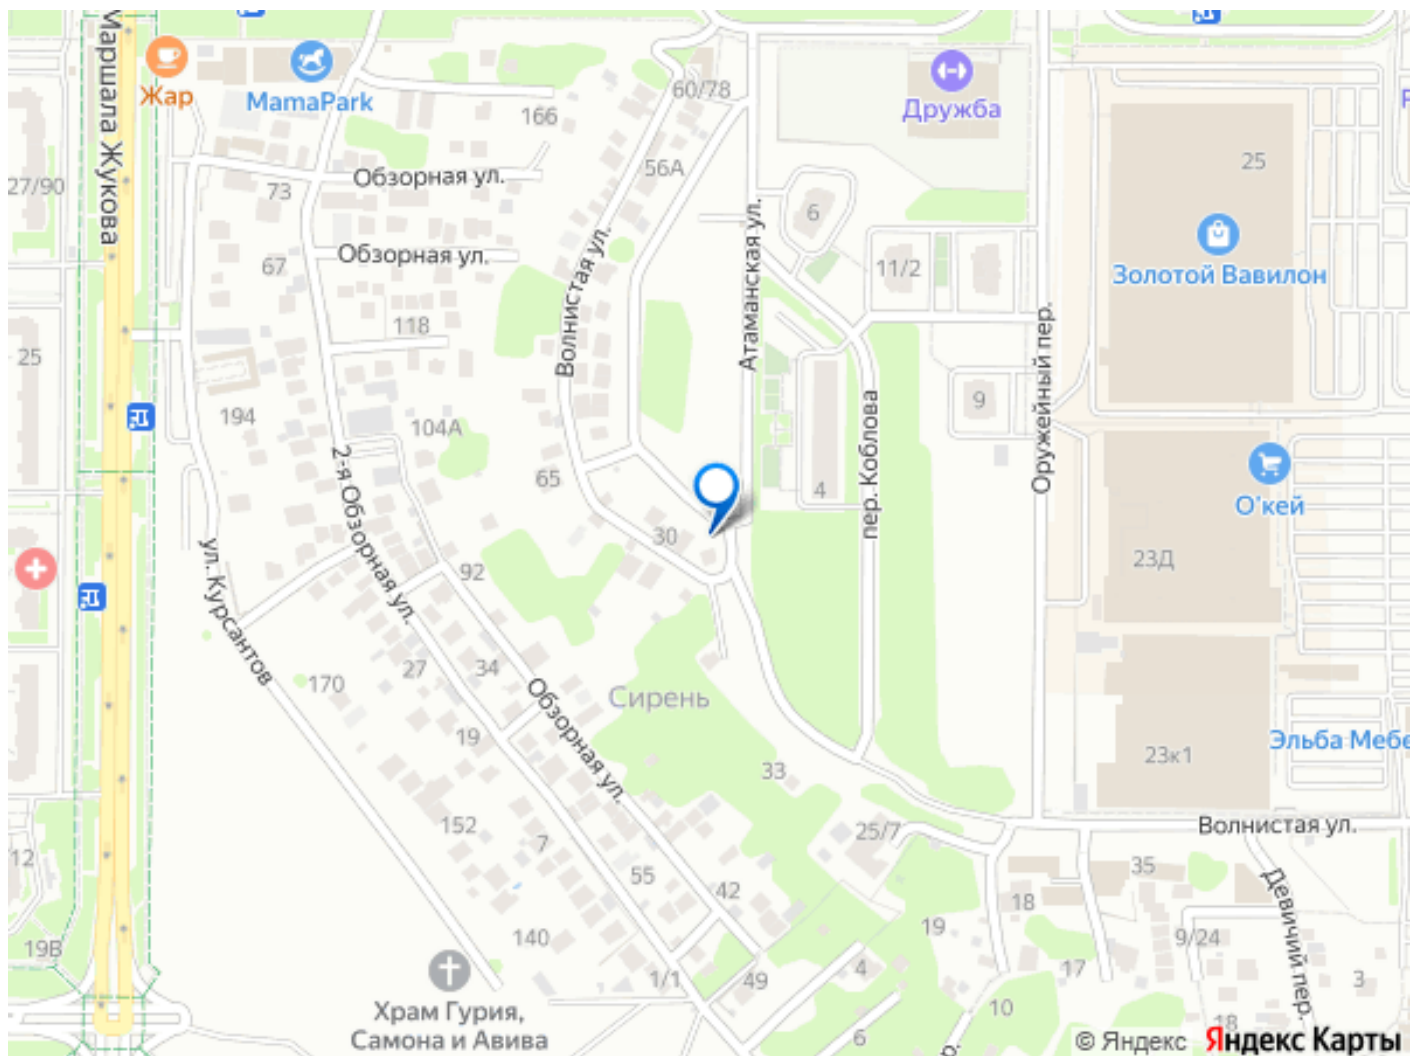 Маршала Жукова
Жар
MamaPark
27/90
166
60/78
Дружба
73
Обзорная ул.
56А
25
67
Обзорная ул.
Волнистая ул.
Атаманская ул.
6
11/2
Золотой Вавилон
118
25
Оружейный пер.
194
104А
9
2-я Обзорная ул.
65
4
пер. Коблова
О'кей
30
23Д
ул. Курсантов
92
27
34
170
Обзорная ул.
Сирень
19
33
23к1
Эльба Мебе
152
7
25/7
Волнистая ул.
12
55
42
35
Девичий пер.
18
19В
140
19
9/24
1/1
49
4
17
3
Храм Гурия,
Самона и Авива
10
6
18
© Яндекс
Яндекс Карты